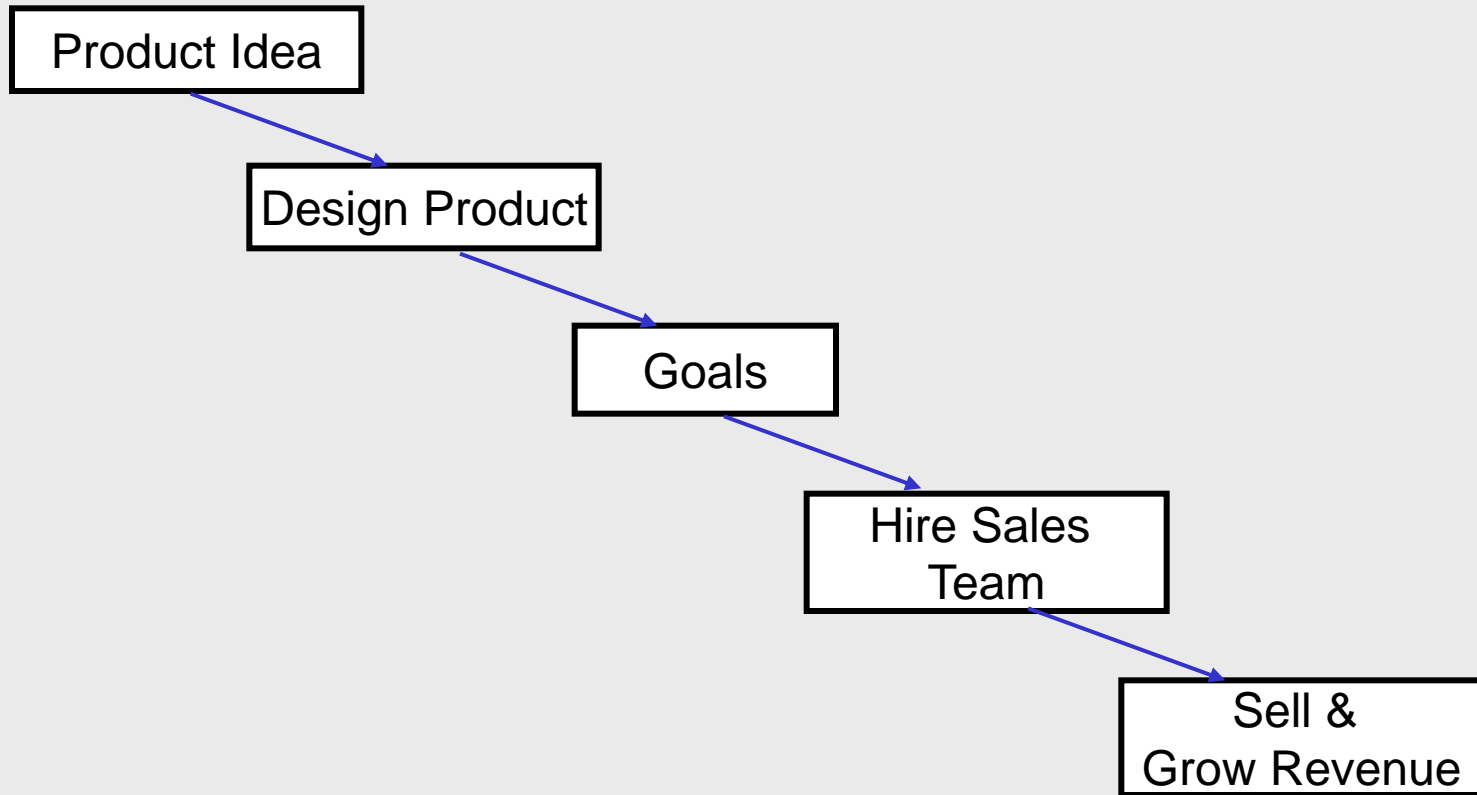 Product Idea
Design Product
Goals
Hire Sales
Team
Sell &
Grow Revenue